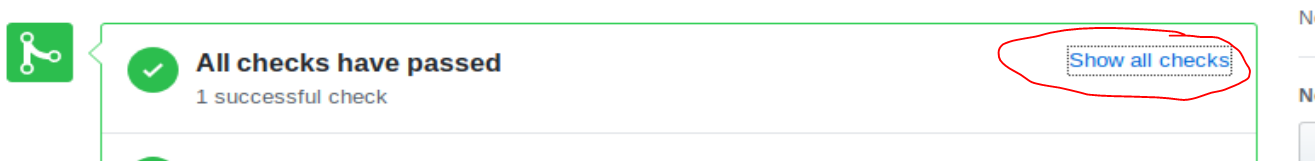 All checks have passed
Show all checks
1 successful check